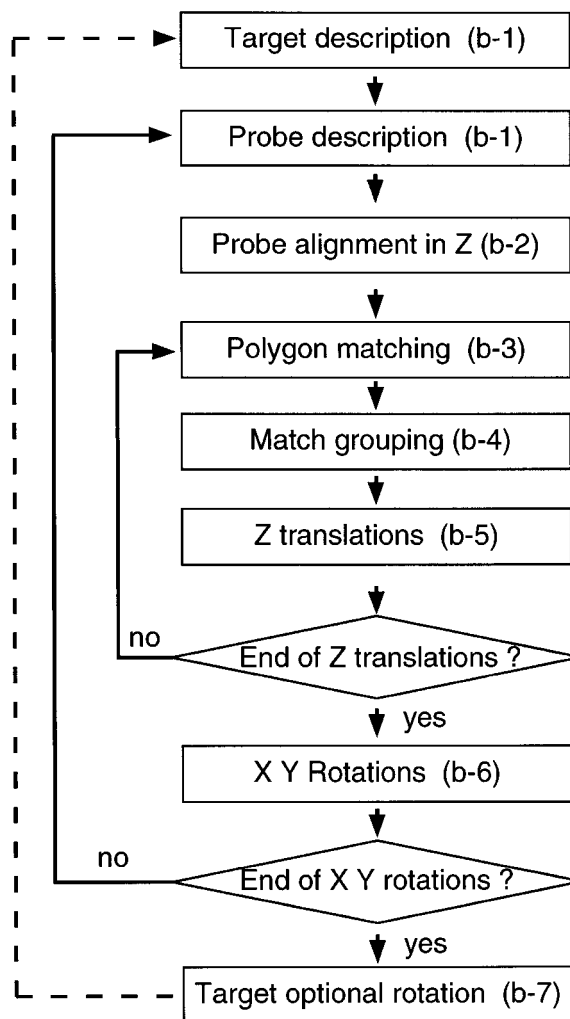 Target description (b-1)
Probe description (b-1)
Probe alignment in Z (b-2)
Polygon matching (b-3)
Match grouping (b-4)
Z translations (b-5)
End of Z translations ?
no
yes
X Y Rotations (b-6)
no
End of X Y rotations ?
yes
Target optional rotation (b-7)